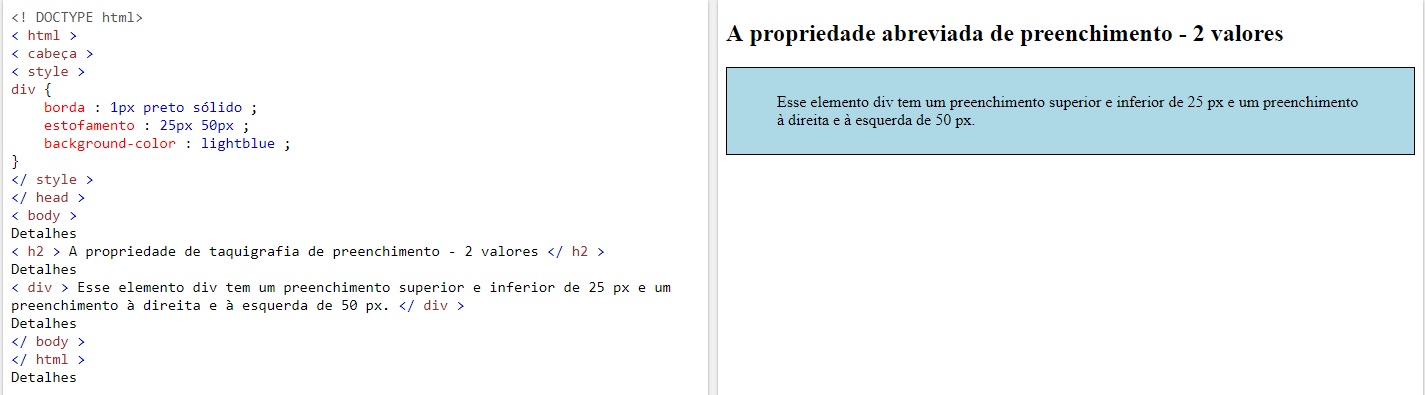 <! DOCTYPE html>
< html >
< cabeça >
< style >
div {
    borda : 1px preto sólido ;
    estofamento : 25px 50px ;
    background-color : lightblue ;
}
</ style >
</ head >
< body >
Detalhes
< h2 > A propriedade de taquigrafia de preenchimento - 2 valores </ h2 >
Detalhes
< div > Esse elemento div tem um preenchimento superior e inferior de 25 px e um
preenchimento à direita e à esquerda de 50 px. </ div >
Detalhes
</ body >
</ html >
Detalhes
A propriedade abreviada de preenchimento - 2 valores
Esse elemento div tem um preenchimento superior e inferior de 25 px e um preenchimento
à direita e à esquerda de 50 px.